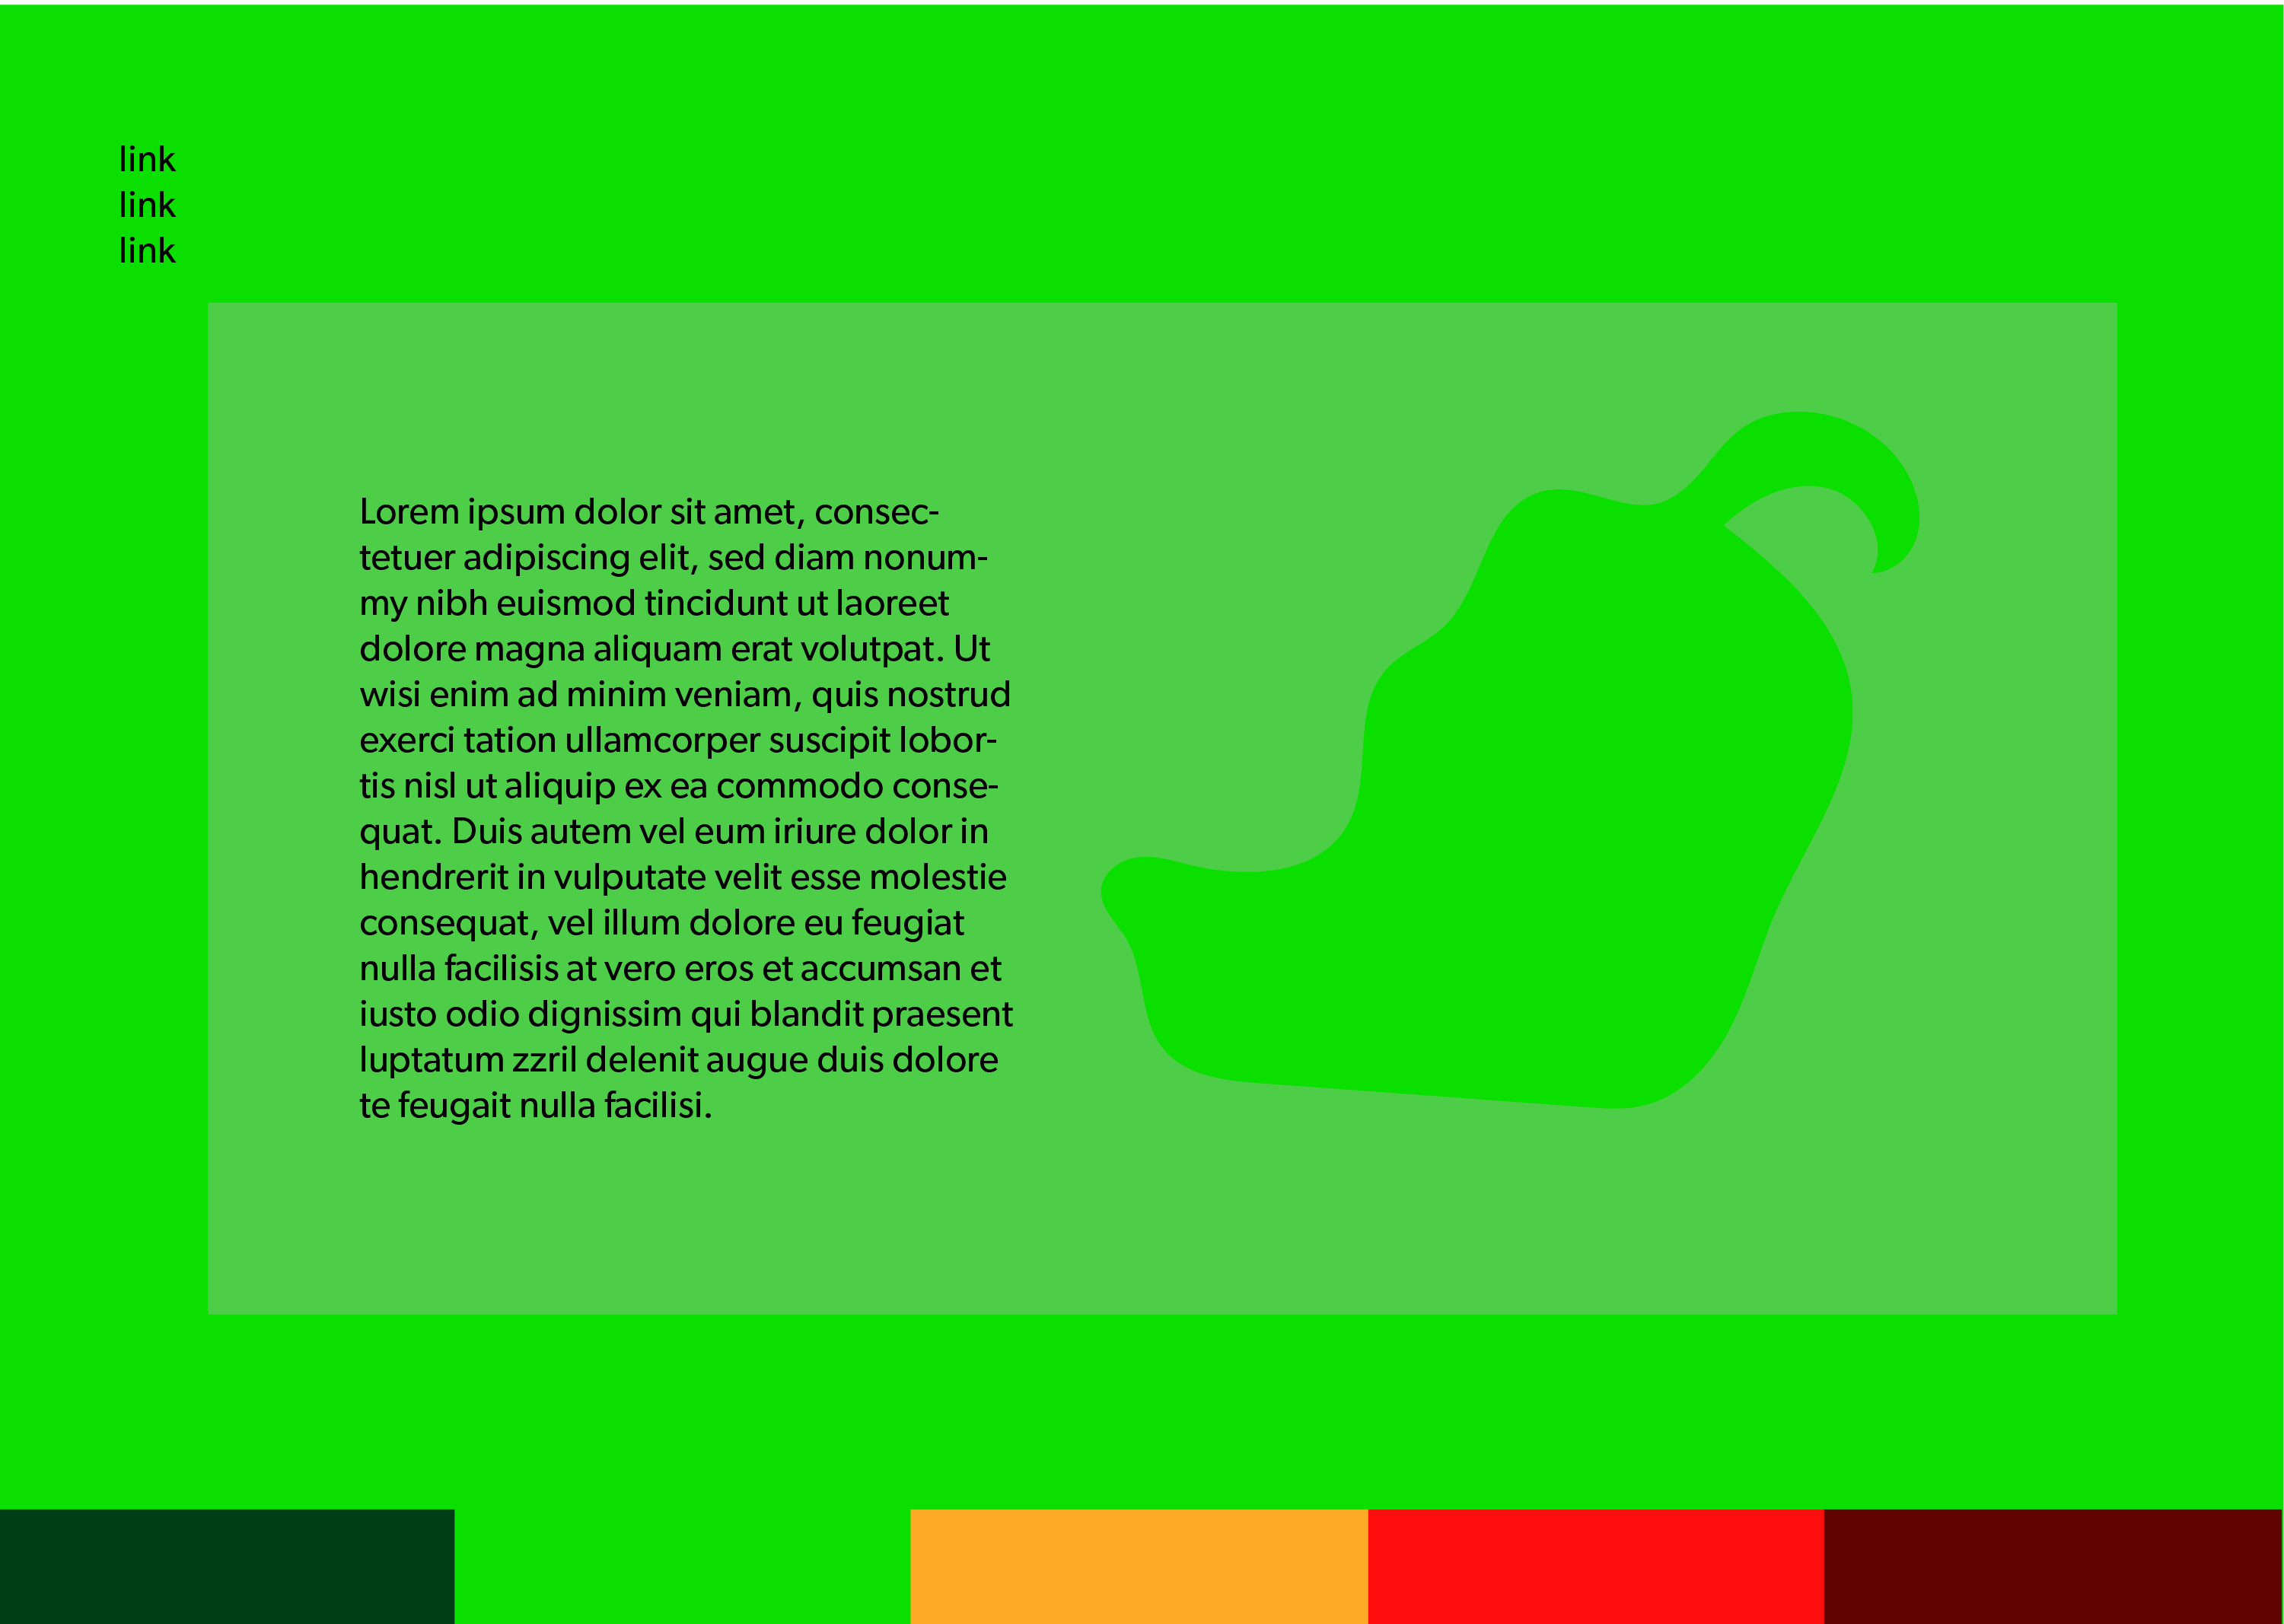 link
link
link
Lorem ipsum dolor sit amet, consec-
tetuer adipiscing elit, sed diam nonum-
my nibh euismod tincidunt ut laoreet
dolore magna aliquam erat volutpat. Ut
wisi enim ad minim veniam, quis nostrud
exerci tation ullamcorper suscipit lobor-
tis nisl ut aliquip ex ea commodo conse-
quat. Duis autem vel eum iriure dolor in
hendrerit in vulputate velit esse molestie
consequat, vel illum dolore eu feugiat
nulla facilisis at vero eros et accumsan et
iusto odio dignissim qui blandit praesent
luptatum zzril delenit augue duis dolore
te feugait nulla facilisi.